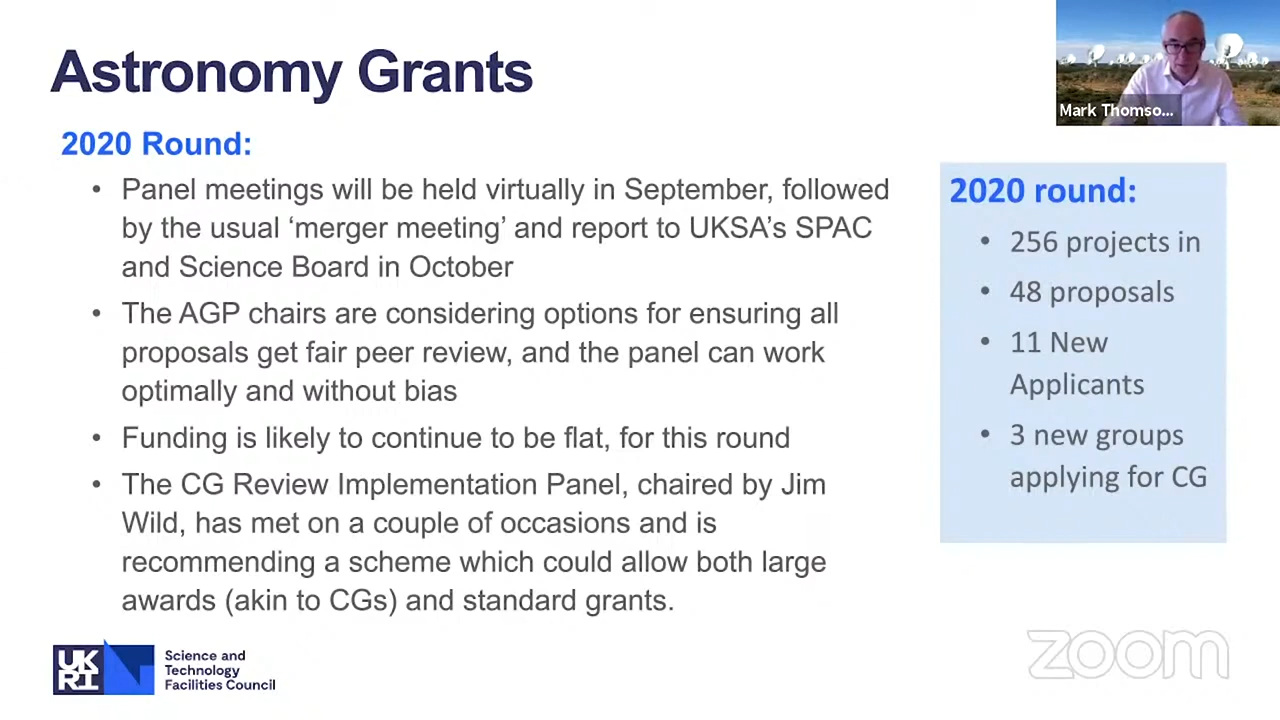 Astronomy Grants
2020 Round:
• Panel meetings will be held virtually in September, followed
by the usual ‘merger meeting’ and report to UKSA’s SPAC
and Science Board in October
• The AGP chairs are considering options for ensuring all
proposals get fair peer review, and the panel can work
optimally and without bias
• Funding is likely to continue to be flat, for this round
• The CG Review Implementation Panel, chaired by Jim
Wild, has met on a couple of occasions and is
recommending a scheme which could allow both large
awards (akin to CGs) and standard grants.
Mark Thomso...
2020 round:
• 256 projects in
• 48 proposals
• 11 New
Applicants
• 3 new groups
applying for CG
UK
RI
Science and
Technology
Facilities Council
zoom